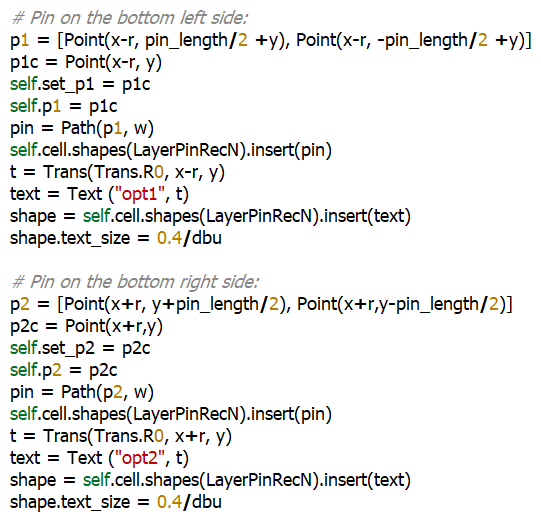 # Pin on the bottom left side:
p1 = [Point(x-r, pin_length/2 +y), Point(x-r, -pin_length/2 +y)]
p1c = Point(x-r, y)
self.set_p1 = p1c
self.p1 = p1c
pin = Path(p1, w)
self.cell.shapes(LayerPinRecN).insert(pin)
t = Trans(Trans.R0, x-r, y)
text = Text ("opt1", t)
shape = self.cell.shapes(LayerPinRecN).insert(text)
shape.text_size = 0.4/dbu
# Pin on the bottom right side:
p2 = [Point(x+r, y+pin_length/2), Point(x+r,y-pin_length/2)]
p2c = Point(x+r,y)
self.set_p2 = p2c
self.p2 = p2c
pin = Path(p2, w)
self.cell.shapes(LayerPinRecN).insert(pin)
t = Trans(Trans.R0, x+r, y)
text = Text ("opt2", t)
shape = self.cell.shapes(LayerPinRecN).insert(text)
shape.text_size = 0.4/dbu